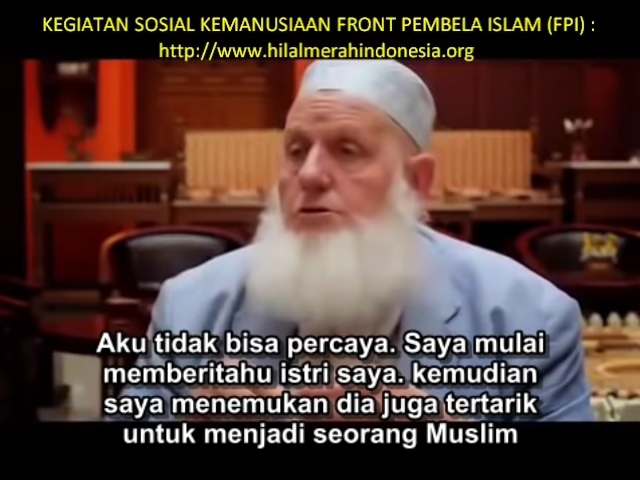 KEGIATAN SOSIAL KEMANUSIAAN FRONT PEMBELA ISLAM (FPI) :
http://www.hilalmerahindonesia.org
Aku tidak bisa percaya. Saya mulai
memberitahu istri saya. kemudian
saya menemukan dia juga tertarik
untuk menjadi seorang Muslim